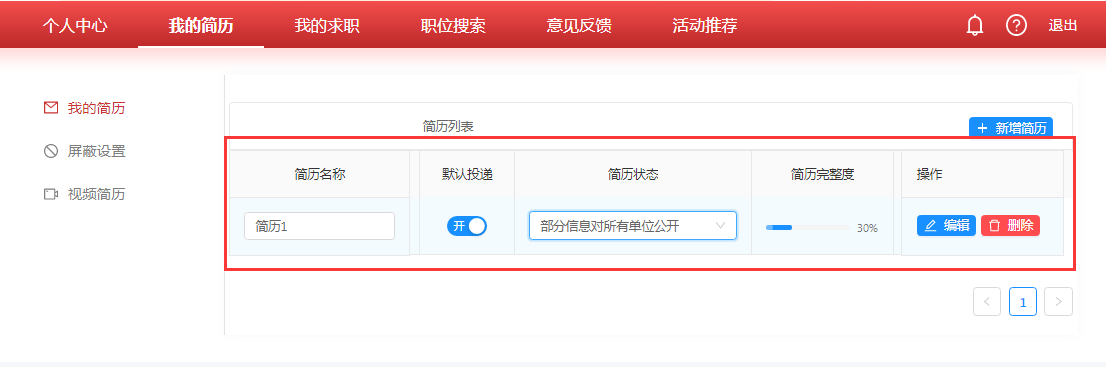 个人中心 我的简历 我的求职 职位搜索 意见反馈 活动推荐 退出
我的简历
屏蔽设置
视频简历
简历列表 新增简历
简历名称 默认投递 简历状态 简历完整度 操作
简历1 开 部分信息对所有单位公开 30% 编辑 删除
1